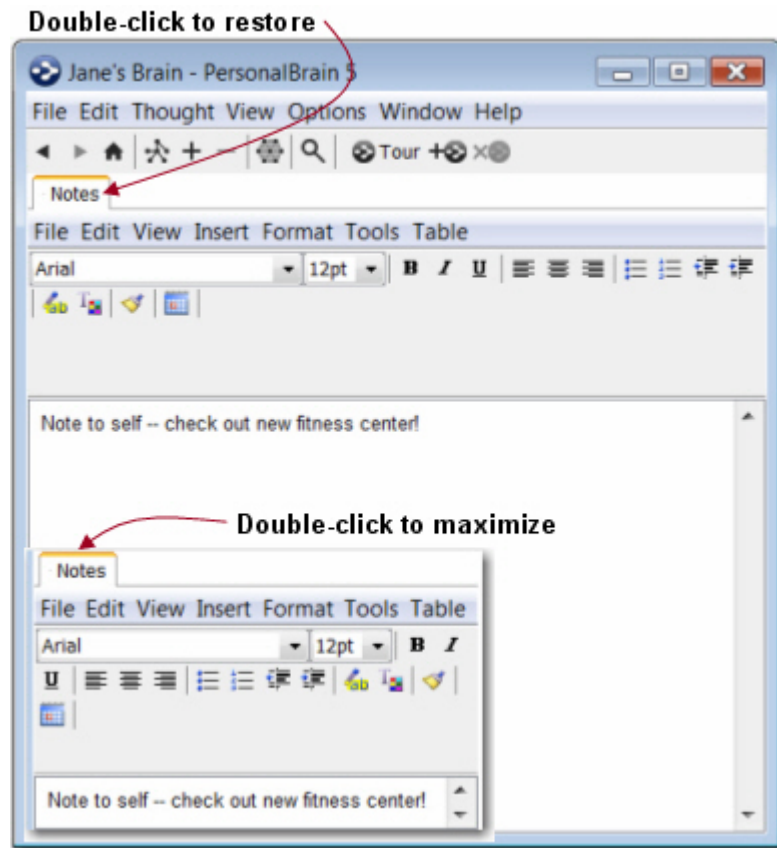 Double-click to restore
Jane's Brain - PersonalBrain 5
File Edit Thought View Options Window Help
Tour
Notes
File Edit View Insert Format Tools Table
Arial 12pt B I U
ab T
Note to self -- check out new fitness center!
Double-click to maximize
Notes
File Edit View Insert Format Tools Table
Arial 12pt B I
U ab T
Note to self -- check out new fitness center!